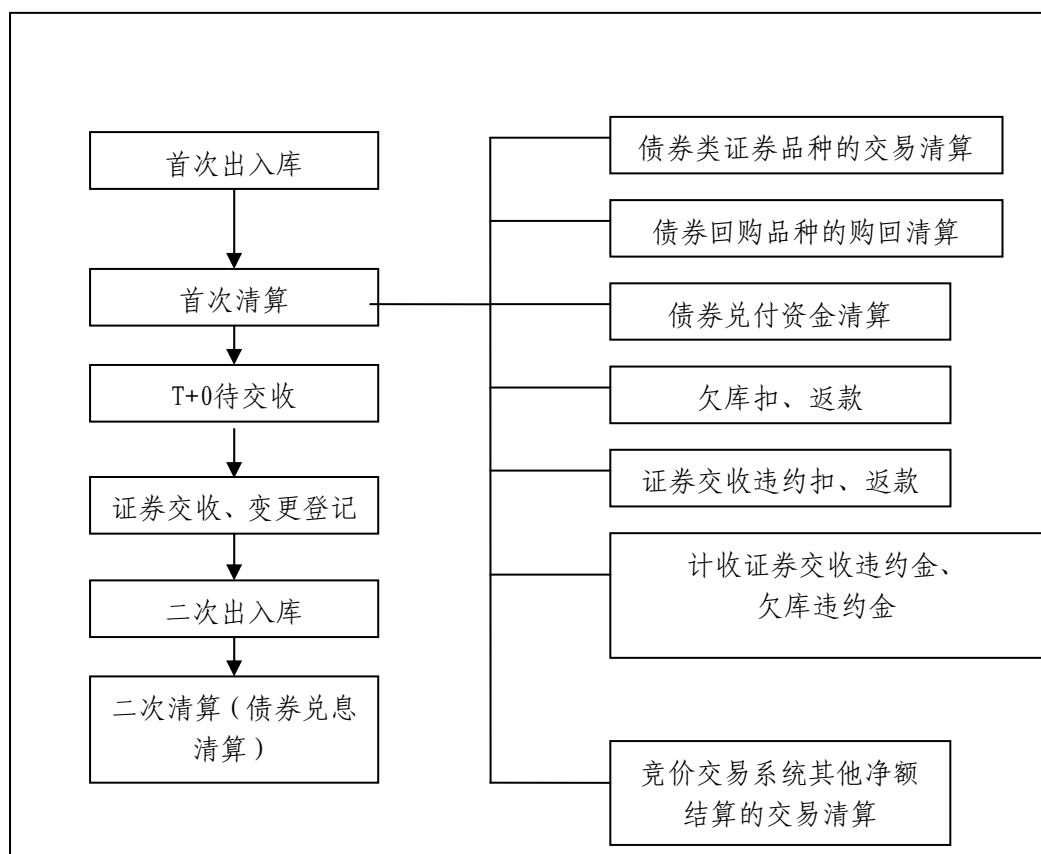 首次出入库
首次清算
T+0待交收
证券交收、变更登记
二次出入库
二次清算（债券兑息
清算）
债券类证券品种的交易清算
债券回购品种的购回清算
债券兑付资金清算
欠库扣、返款
证券交收违约扣、返款
计收证券交收违约金、
欠库违约金
竞价交易系统其他净额
结算的交易清算